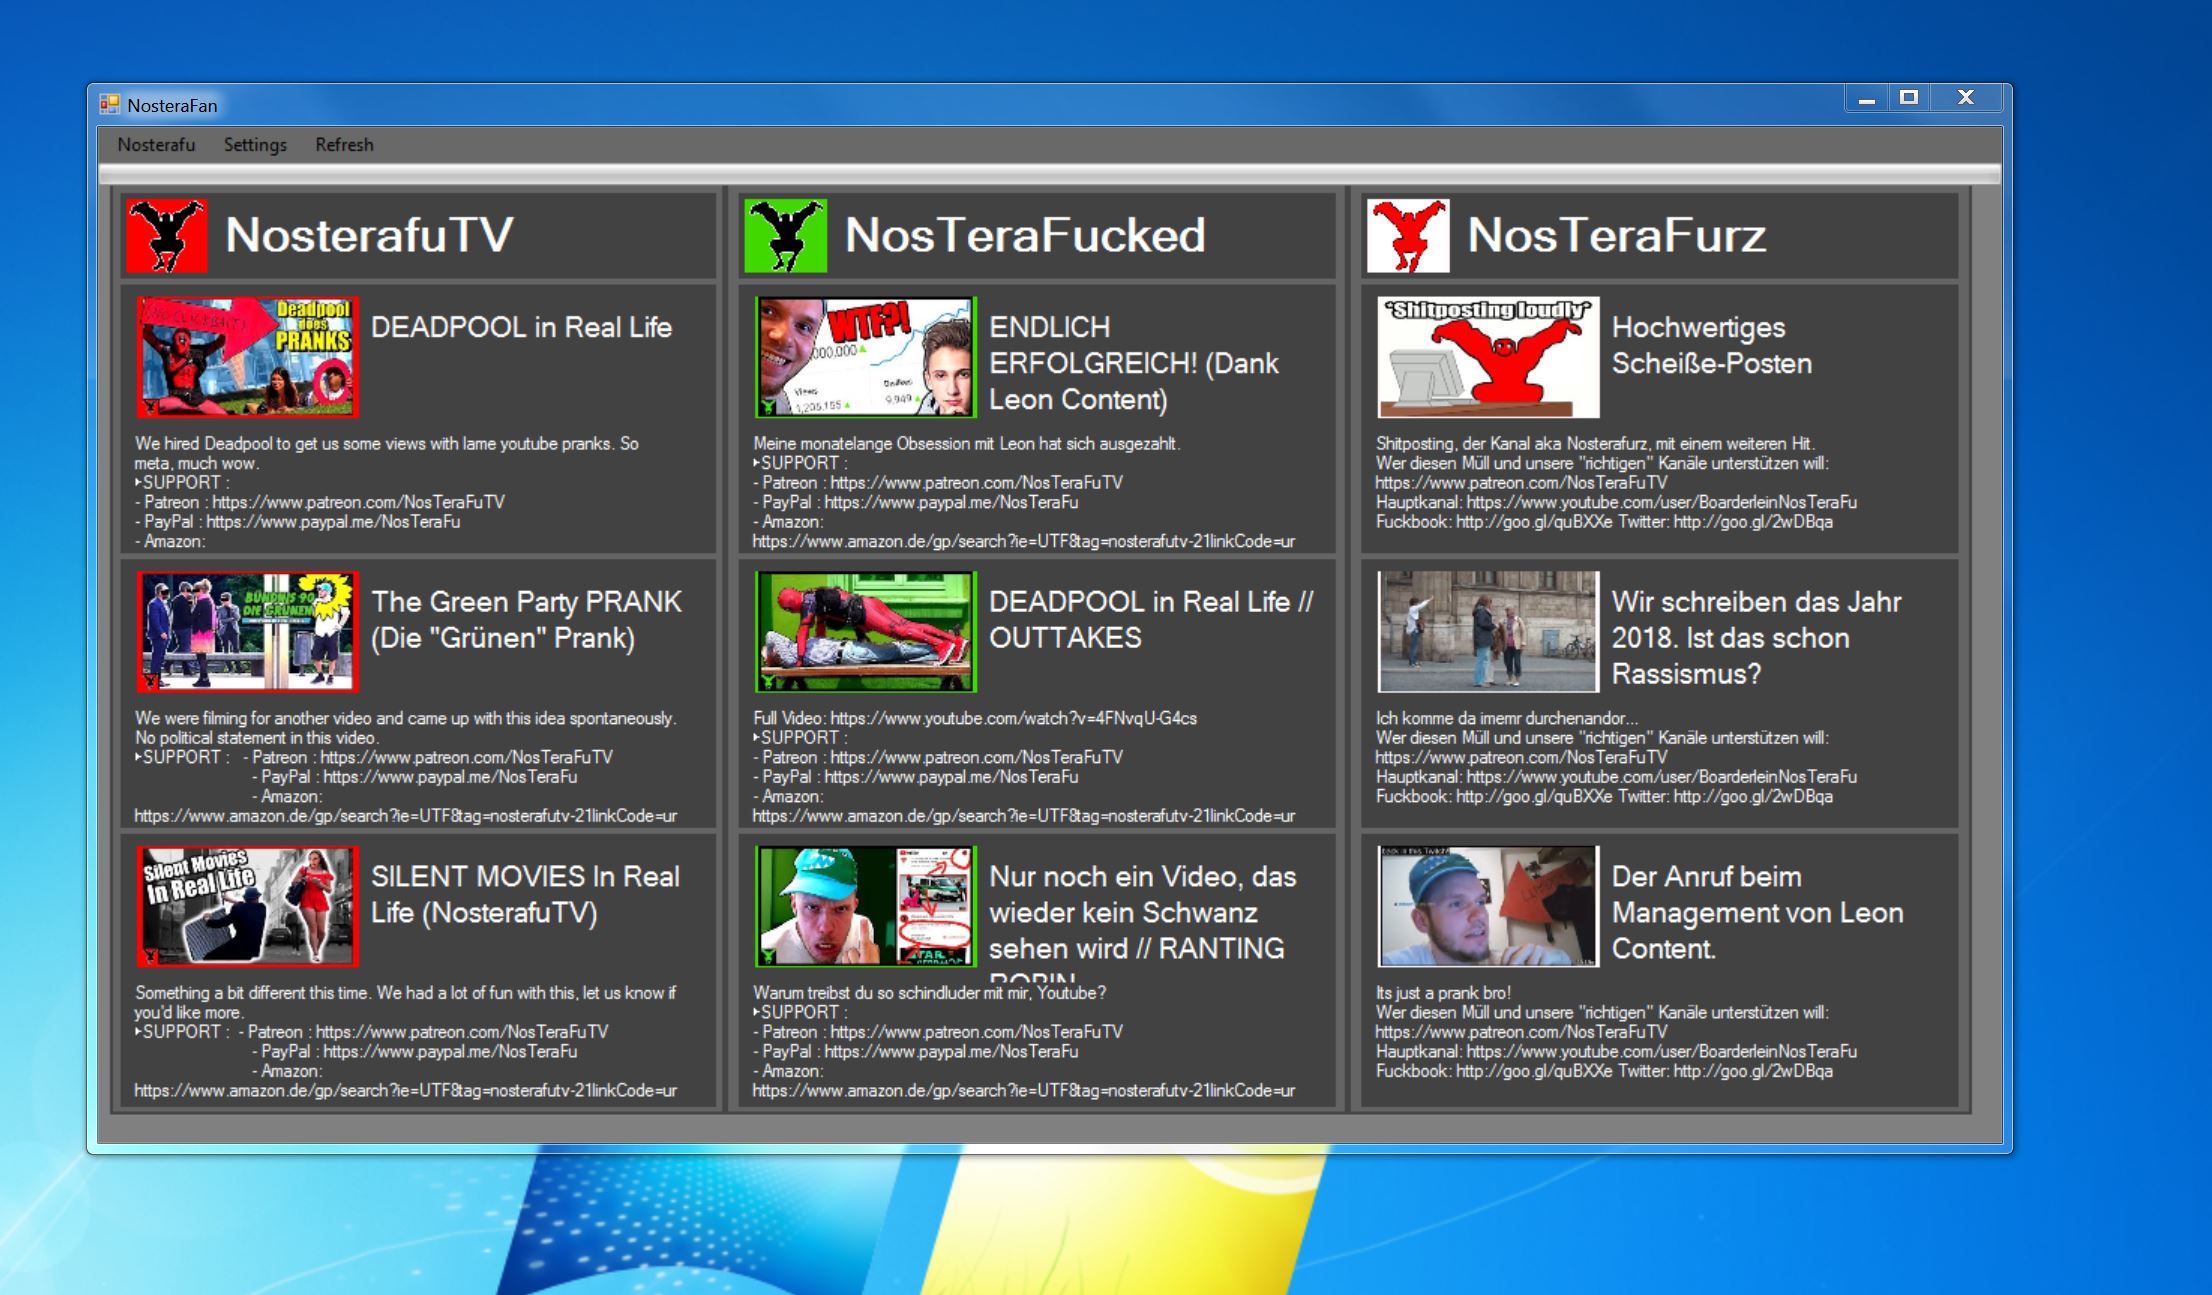 NosteraFan
Nosterafu Settings Refresh
NosterafuTV
DEADPOOL in Real Life
Deadpool
does
PRANKS
We hired Deadpool to get us some views with lame youtube pranks. So
meta, much wow.
‣SUPPORT :
- Patreon : https://www.patreon.com/NosTeraFuTV
- PayPal : https://www.paypal.me/NosTeraFu
- Amazon:
BÜNDNIS 90
DIE GRÜNEN
The Green Party PRANK
(Die "Grünen" Prank)
We were filming for another video and came up with this idea spontaneously.
No political statement in this video.
‣SUPPORT : - Patreon : https://www.patreon.com/NosTeraFuTV
- PayPal : https://www.paypal.me/NosTeraFu
- Amazon:
https://www.amazon.de/gp/search?ie=UTF8tag=nosterafutv-21linkCode=ur
Silent Movies
In Real Life
SILENT MOVIES In Real
Life (NosterafuTV)
Something a bit different this time. We had a lot of fun with this, let us know if
you'd like more.
‣SUPPORT : - Patreon : https://www.patreon.com/NosTeraFuTV
- PayPal : https://www.paypal.me/NosTeraFu
- Amazon:
https://www.amazon.de/gp/search?ie=UTF8tag=nosterafutv-21linkCode=ur
NosTeraFucked
WTF?!
000,000
Views
1,205,155
9,949
ENDLICH
ERFOLGREICH! (Dank
Leon Content)
Meine monatelange Obsession mit Leon hat sich ausgezahlt.
‣SUPPORT :
- Patreon : https://www.patreon.com/NosTeraFuTV
- PayPal : https://www.paypal.me/NosTeraFu
- Amazon:
https://www.amazon.de/gp/search?ie=UTF8tag=nosterafutv-21linkCode=ur
DEADPOOL in Real Life //
OUTTAKES
Full Video: https://www.youtube.com/watch?v=4FNvqU-G4cs
‣SUPPORT :
- Patreon : https://www.patreon.com/NosTeraFuTV
- PayPal : https://www.paypal.me/NosTeraFu
- Amazon:
https://www.amazon.de/gp/search?ie=UTF8tag=nosterafutv-21linkCode=ur
Nur noch ein Video, das
wieder kein Schwanz
sehen wird // RANTING
ROBIN
Warum treibst du so schindluder mit mir, Youtube?
‣SUPPORT :
- Patreon : https://www.patreon.com/NosTeraFuTV
- PayPal : https://www.paypal.me/NosTeraFu
- Amazon:
https://www.amazon.de/gp/search?ie=UTF8tag=nosterafutv-21linkCode=ur
NosTeraFurz
*Shitposting loudly*
Hochwertiges
Scheiße-Posten
Shitposting, der Kanal aka Nosterafurz, mit einem weiteren Hit.
Wer diesen Müll und unsere "richtigen" Kanäle unterstützen will:
https://www.patreon.com/NosTeraFuTV
Hauptkanal: https://www.youtube.com/user/BoarderleinNosTeraFu
Fuckbook: http://goo.gl/quBXXe Twitter: http://goo.gl/2wDBqa
Wir schreiben das Jahr
2018. Ist das schon
Rassismus?
Ich komme da imemr durchenandor...
Wer diesen Müll und unsere "richtigen" Kanäle unterstützen will:
https://www.patreon.com/NosTeraFuTV
Hauptkanal: https://www.youtube.com/user/BoarderleinNosTeraFu
Fuckbook: http://goo.gl/quBXXe Twitter: http://goo.gl/2wDBqa
Der Anruf beim
Management von Leon
Content.
Its just a prank bro!
Wer diesen Müll und unsere "richtigen" Kanäle unterstützen will:
https://www.patreon.com/NosTeraFuTV
Hauptkanal: https://www.youtube.com/user/BoarderleinNosTeraFu
Fuckbook: http://goo.gl/quBXXe Twitter: http://goo.gl/2wDBqa